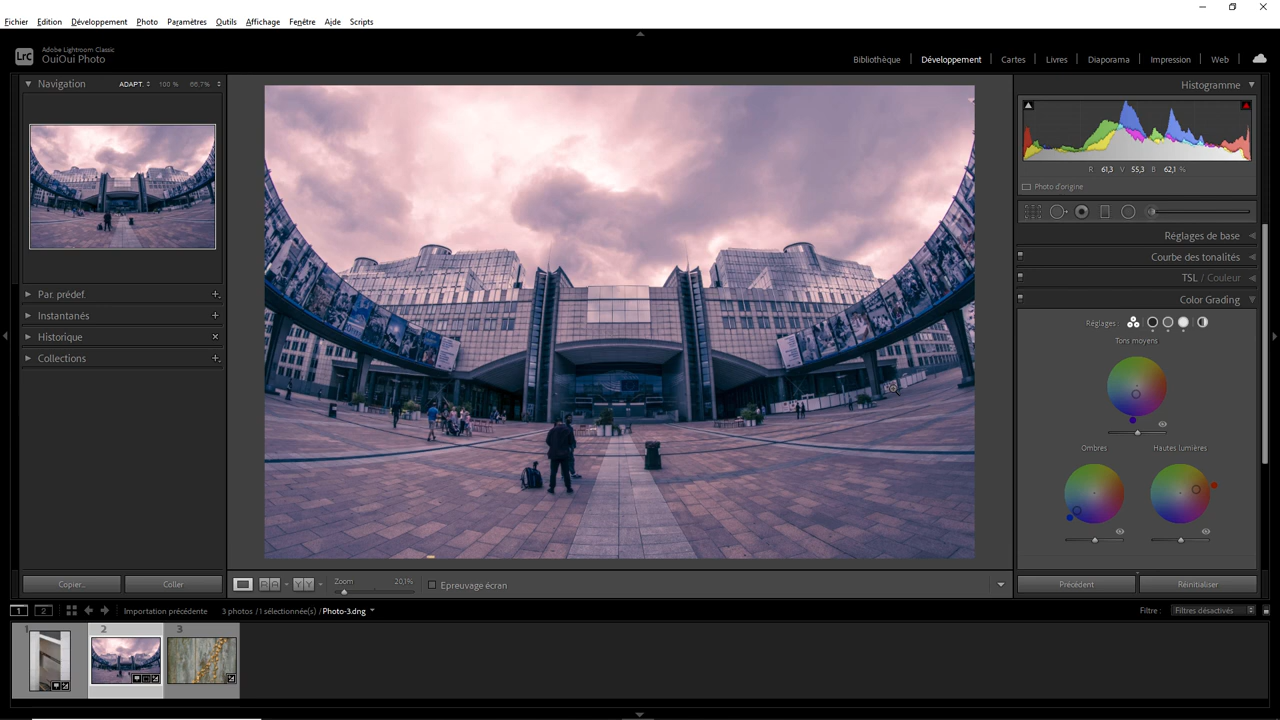 Fichier Edition Développement Photo Paramètres Outils Affichage Fenêtre Aide Scripts
Lrc
Adobe Lightroom Classic
OuiOui Photo
Bibliothèque Développement Cartes Livres Diaporama Impression Web
Navigation ADAPT. 100 % 66,7%
Par. prédef.
Instantanés
Historique
Collections
Copier... Coller
Histogramme
R 61,3 V 55,3 B 62,1 %
Photo d'origine
Réglages de base
Courbe des tonalités
TSL / Couleur
Color Grading
Réglages :
Tons moyens
Ombres Hautes lumières
Précédent Réinitialiser
Zoom 20,1%
Epreuvage écran
1 2 Importation précédente 3 photos / 1 sélectionnée(s) / Photo-3.dng
Filtre : Filtres désactivés
1 2 3